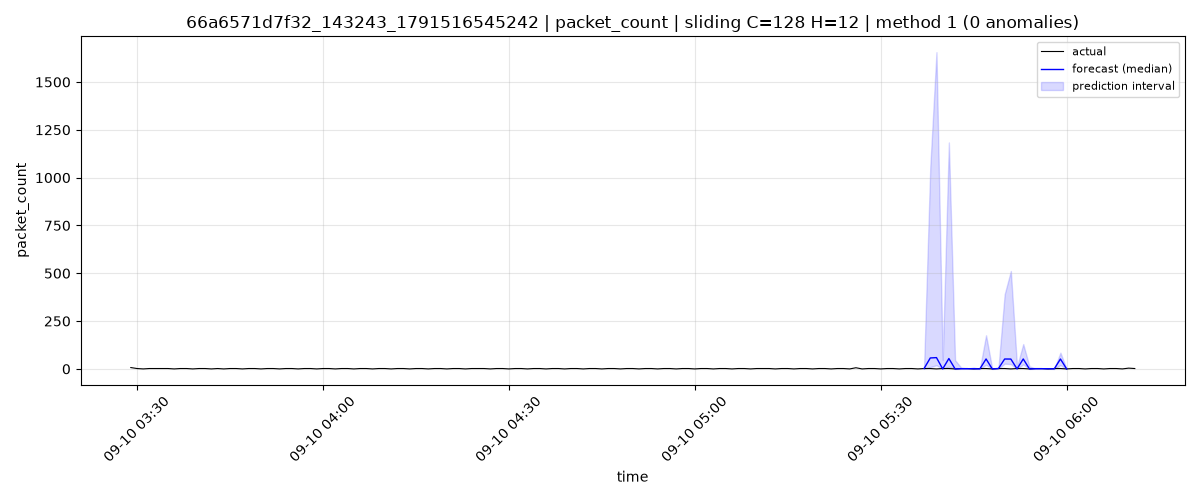 66a6571d7f32_143243_1791516545242 | packet_count | sliding C=128 H=12 | method 1 (0 anomalies)
actual
forecast (median)
prediction interval
packet_count
1500
1250
1000
750
500
250
0
09-10 03:30
09-10 04:00
09-10 04:30
09-10 05:00
09-10 05:30
09-10 06:00
time